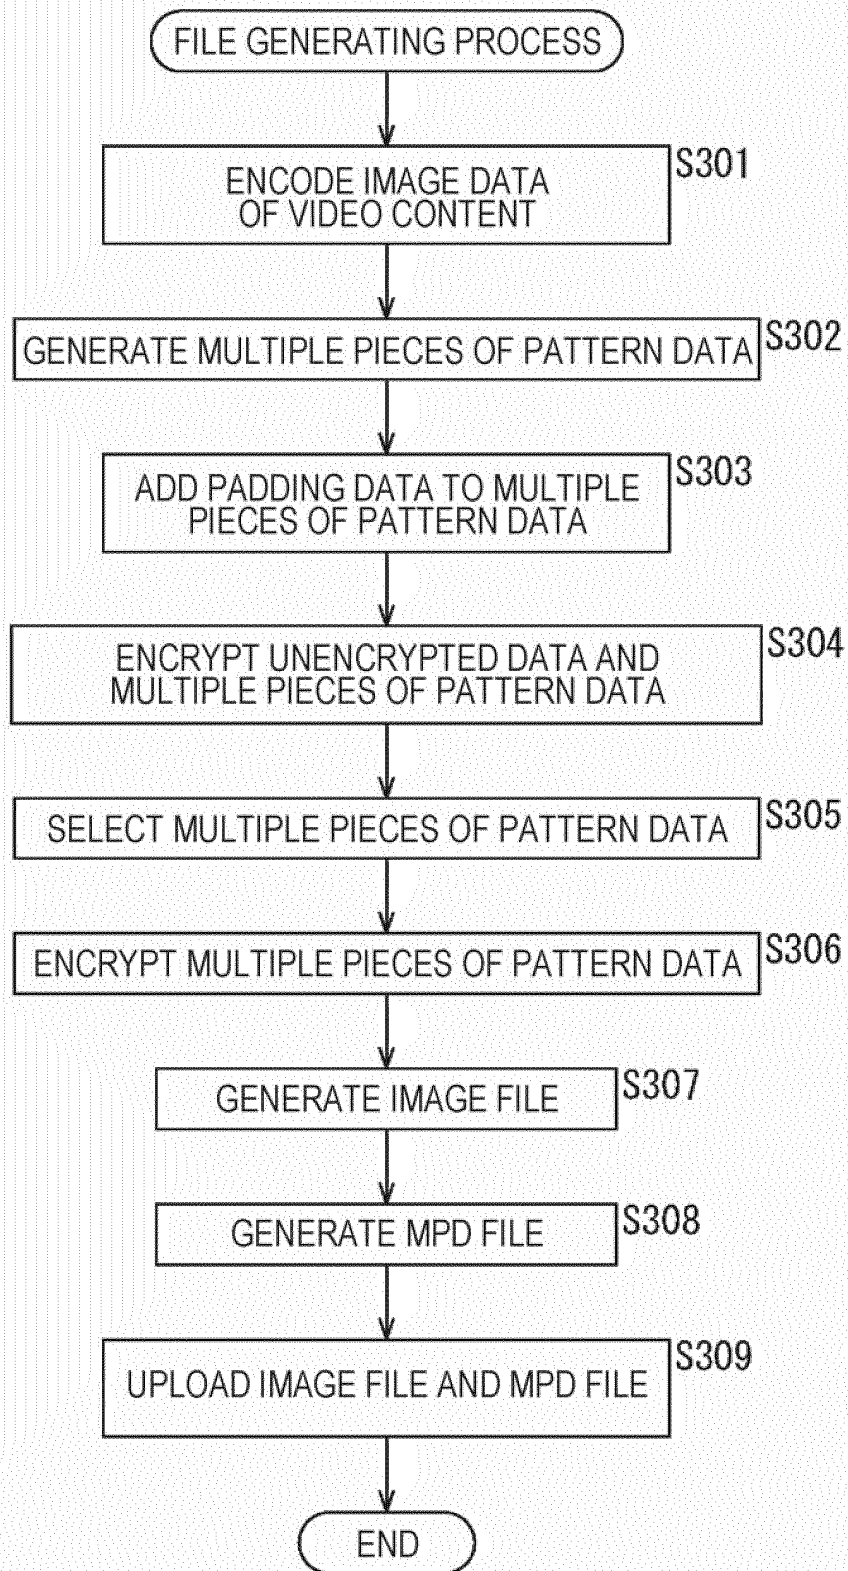 FILE GENERATING PROCESS
S301
ENCODE IMAGE DATA
OF VIDEO CONTENT
S302
GENERATE MULTIPLE PIECES OF PATTERN DATA
S303
ADD PADDING DATA TO MULTIPLE
PIECES OF PATTERN DATA
S304
ENCRYPT UNENCRYPTED DATA AND
MULTIPLE PIECES OF PATTERN DATA
S305
SELECT MULTIPLE PIECES OF PATTERN DATA
S306
ENCRYPT MULTIPLE PIECES OF PATTERN DATA
S307
GENERATE IMAGE FILE
S308
GENERATE MPD FILE
S309
UPLOAD IMAGE FILE AND MPD FILE
END